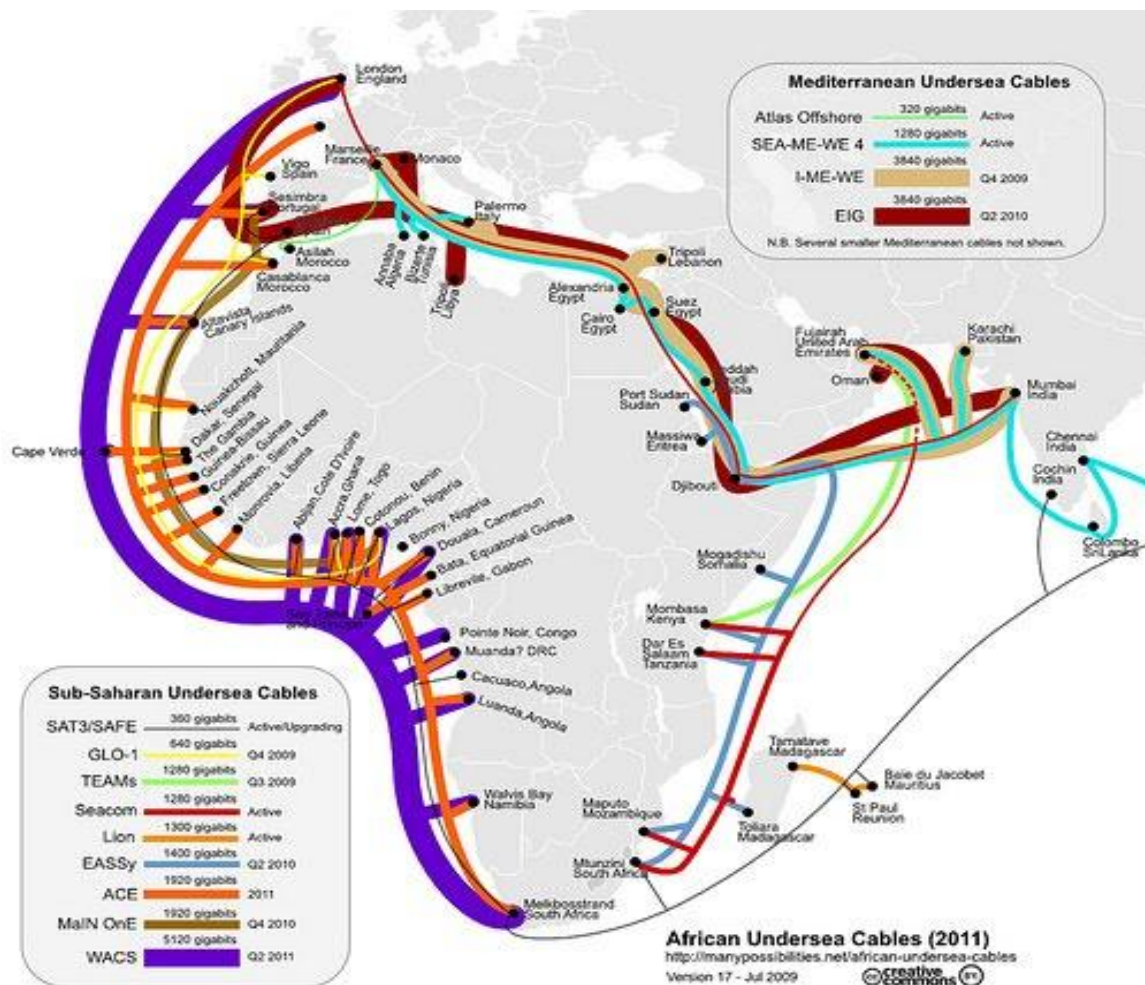 London
England
Vigo
Spain
Sesimbra
Portugal
Marseille
France
Monaco
Palermo
Italy
Asilah
Morocco
Casablanca
Morocco
Annaba
Algeria
Bizerte
Tunisia
Tripoli
Libya
Tripoli
Lebanon
Alexandria
Egypt
Cairo
Egypt
Suez
Egypt
Altavista
Canary Islands
Mediterranean Undersea Cables
Atlas Offshore 320 gigabits Active
SEA-ME-WE 4 1280 gigabits Active
I-ME-WE 3840 gigabits Q4 2009
EIG 3840 gigabits Q2 2010
N.B. Several smaller Mediterranean cables not shown.
Fujairah
United Arab
Emirates
Oman
Karachi
Pakistan
Mumbai
India
Chennai
India
Cochin
India
Colombo
SriLanka
Port Sudan
Sudan
Massiwa
Eritrea
Djibouti
Nouakchott, Mauritania
Dakar, Senegal
The Gambia
Cape Verde
Guinea-Bissau
Conakrie, Guinea
Freetown, Sierra Leone
Monrovia, Liberia
Abijan, Cote D'Ivoire
Accra, Ghana
Lome, Togo
Cotonou, Benin
Lagos, Nigeria
Bonny, Nigeria
Douala, Cameroun
Bata, Equatorial Guinea
Libreville, Gabon
Pointe Noir, Congo
Muanda? DRC
Cacuaco,Angola
Luanda,Angola
Walvis Bay
Namibia
Melkbosstrand
South Africa
Mogadishu
Somalia
Mombasa
Kenya
Dar Es
Salaam
Tanzania
Maputo
Mozambique
Mtunzini
South Africa
Toliara
Madagascar
Tamatave
Madagascar
Baie du Jacobet
Mauritius
St Paul
Reunion
Sub-Saharan Undersea Cables
SAT3/SAFE 360 gigabits Active/Upgrading
GLO-1 640 gigabits Q4 2009
TEAMs 1280 gigabits Q3 2009
Seacom 1280 gigabits Active
Lion 1300 gigabits Active
EASSy 1400 gigabits Q2 2010
ACE 1920 gigabits 2011
MaIN OnE 1920 gigabits Q4 2010
WACS 5120 gigabits Q2 2011
African Undersea Cables (2011)
http://manypossibilities.net/african-undersea-cables
Version 17 - Jul 2009
creative
commons